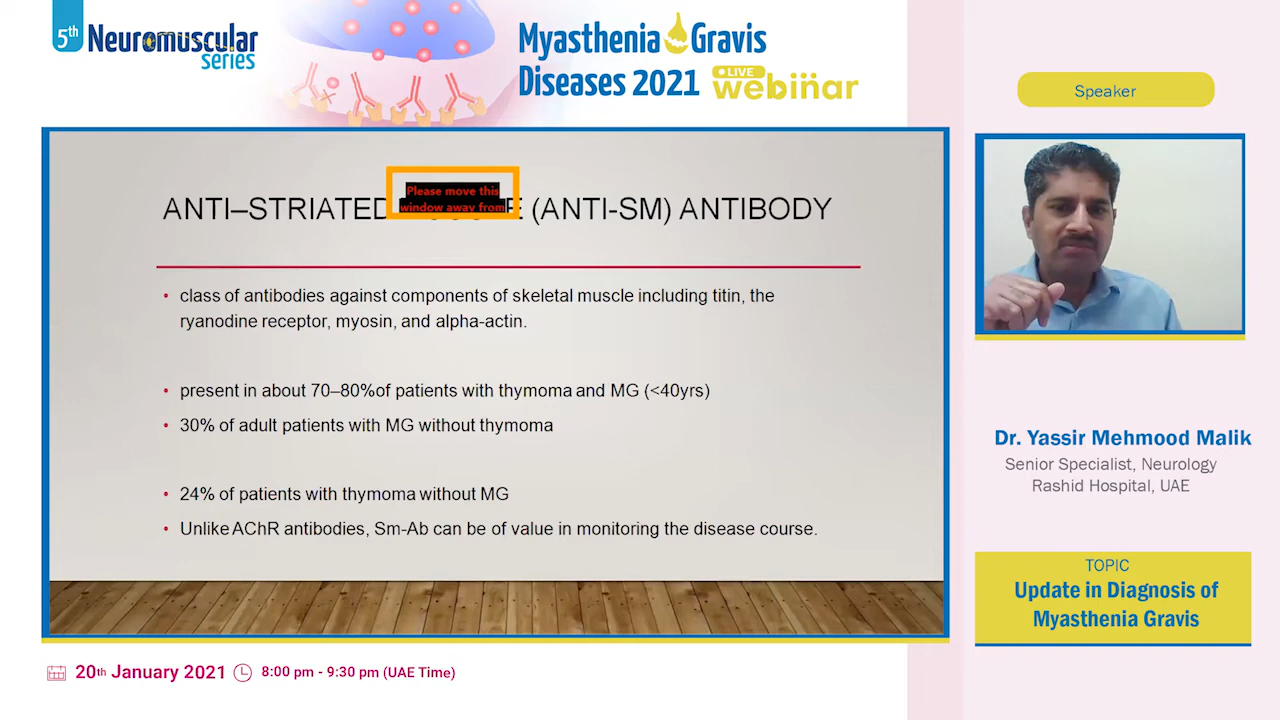 5th Neuromuscular
series
Myasthenia Gravis
Diseases 2021 LIVE webinar
Speaker
Please move this
window away from
ANTI–STRIATED E (ANTI-SM) ANTIBODY
• class of antibodies against components of skeletal muscle including titin, the
ryanodine receptor, myosin, and alpha-actin.
• present in about 70–80%of patients with thymoma and MG (<40yrs)
• 30% of adult patients with MG without thymoma
• 24% of patients with thymoma without MG
• Unlike AChR antibodies, Sm-Ab can be of value in monitoring the disease course.
Dr. Yassir Mehmood Malik
Senior Specialist, Neurology
Rashid Hospital, UAE
TOPIC
Update in Diagnosis of
Myasthenia Gravis
20th January 2021 8:00 pm - 9:30 pm (UAE Time)